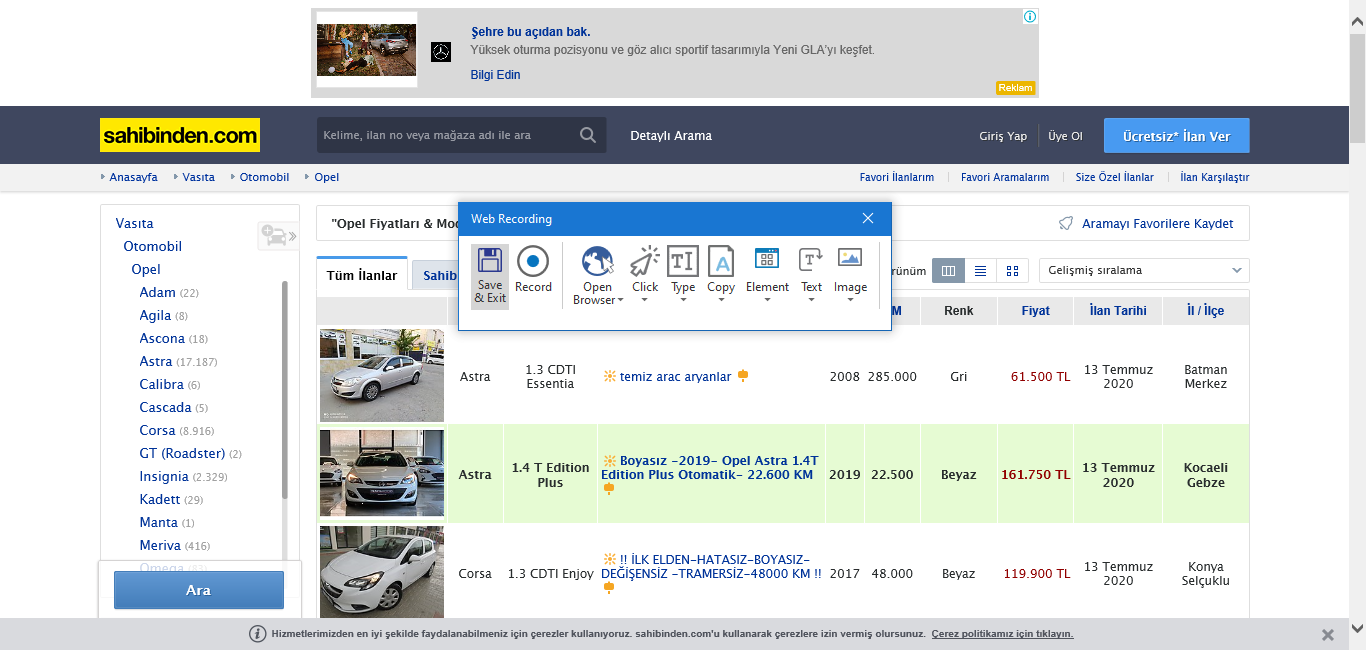 Şehre bu açıdan bak.
Yüksek oturma pozisyonu ve göz alıcı sportif tasarımıyla Yeni GLA'yı keşfet.
Bilgi Edin
Reklam
sahibinden.com
Kelime, ilan no veya mağaza adı ile ara
Detaylı Arama
Giriş Yap
Üye Ol
Ücretsiz* İlan Ver
Anasayfa
Vasıta
Otomobil
Opel
Favori İlanlarım
Favori Aramalarım
Size Özel İlanlar
İlan Karşılaştır
Vasıta
Otomobil
Opel
Adam (22)
Agila (8)
Ascona (18)
Astra (17.187)
Calibra (6)
Cascada (5)
Corsa (8.916)
GT (Roadster) (2)
Insignia (2.329)
Kadett (29)
Manta (1)
Meriva (416)
Omega
Ara
"Opel Fiyatları & Mo
Aramayı Favorilere Kaydet
Web Recording
Save
& Exit
Record
Open
Browser
Click
Type
Copy
Element
Text
Image
Tüm İlanlar
Sahib
rünüm
Gelişmiş sıralama
M
Renk
Fiyat
İlan Tarihi
İl / İlçe
Astra
1.3 CDTI
Essentia
temiz arac aryanlar
2008
285.000
Gri
61.500 TL
13 Temmuz
2020
Batman
Merkez
Astra
1.4 T Edition
Plus
Boyasız -2019- Opel Astra 1.4T
Edition Plus Otomatik- 22.600 KM
2019
22.500
Beyaz
161.750 TL
13 Temmuz
2020
Kocaeli
Gebze
Corsa
1.3 CDTI Enjoy
!! İLK ELDEN-HATASIZ-BOYASIZ-
DEĞİŞENSİZ -TRAMERSİZ-48000 KM !!
2017
48.000
Beyaz
119.900 TL
13 Temmuz
2020
Konya
Selçuklu
Hizmetlerimizden en iyi şekilde faydalanabilmeniz için çerezler kullanıyoruz. sahibinden.com'u kullanarak çerezlere izin vermiş olursunuz. Çerez politikamız için tıklayın.